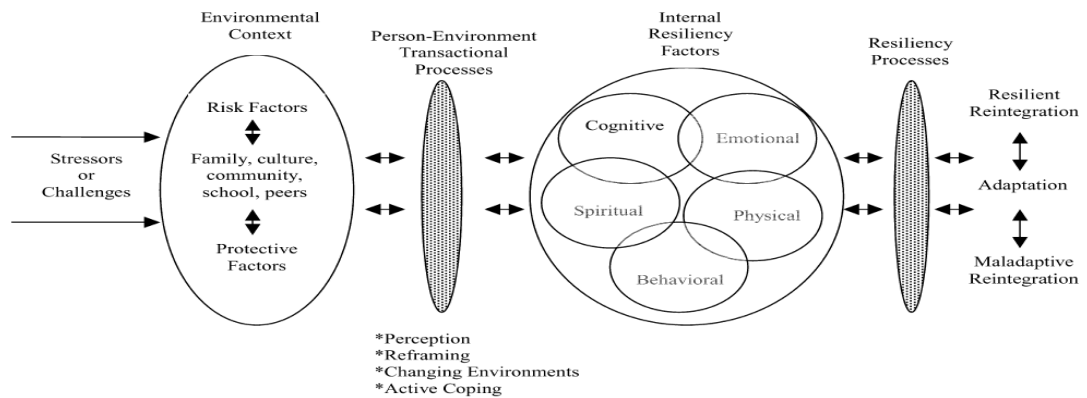 Environmental
Context
Person-Environment
Transactional
Processes
Internal
Resiliency
Factors
Resiliency
Processes
Stressors
or
Challenges
Risk Factors
Family, culture,
community,
school, peers
Protective
Factors
*Perception
*Reframing
*Changing Environments
*Active Coping
Cognitive
Emotional
Spiritual
Physical
Behavioral
Resilient
Reintegration
Adaptation
Maladaptive
Reintegration